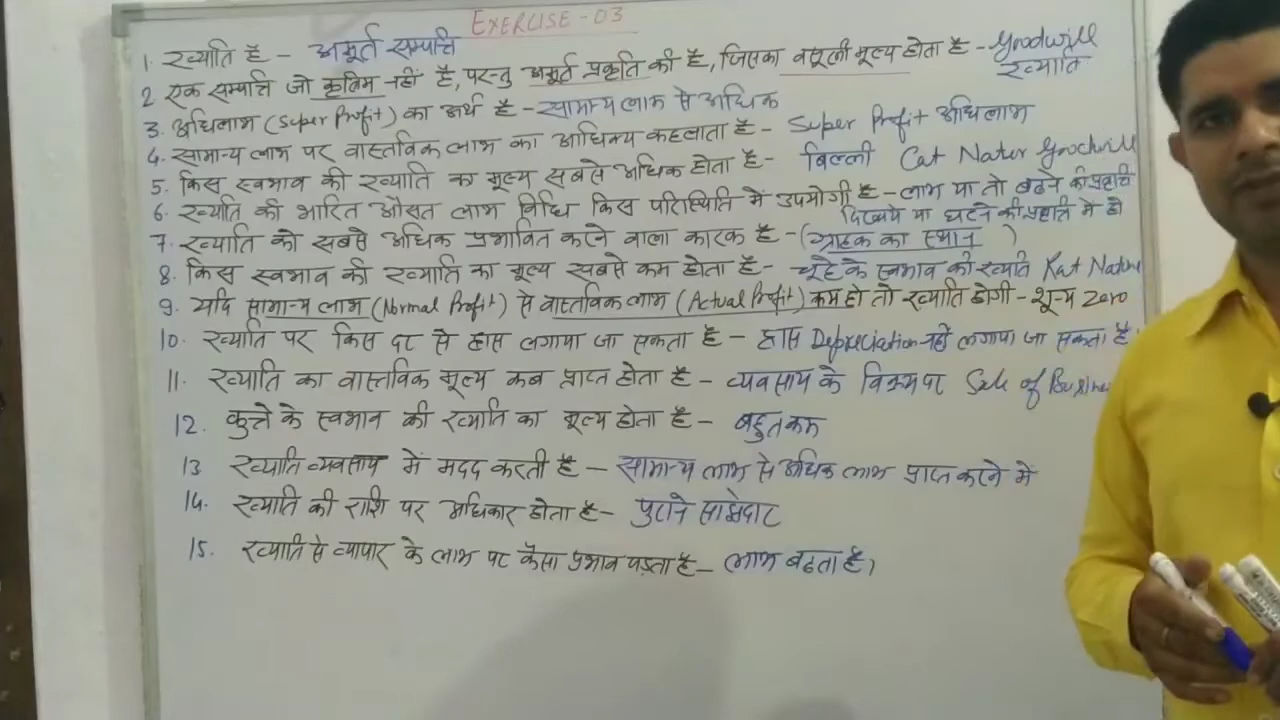 EXERCISE-03
1. ख्याति है - अमूर्त सम्पत्ति
2 एक सम्पत्ति जो कृत्रिम नहीं है, परन्तु अमूर्त प्रकृति की है, जिसका वसूली मूल्य होता है - Goodwill
ख्याति
3. अधिलाभ (Super Profit) का अर्थ है - सामान्य लाभ से अधिक
4. सामान्य लाभ पर वास्तविक लाभ का आधिक्य कहलाता है - Super Profit अधिलाभ
5. किस स्वभाव की ख्याति का मूल्य सबसे अधिक होता है - बिल्ली Cat Natur Goodwill
6. ख्याति की भारित औसत लाभ विधि किस परिस्थिति में उपयोगी है - लाभ या तो बढने की प्रवृत्ति
दिखाये या घटने की प्रवृत्ति में हो
7. ख्याति को सबसे अधिक प्रभावित करने वाला कारक है - (ग्राहक का स्थान)
8. किस स्वभाव की ख्याति का मूल्य सबसे कम होता है - चूहे के स्वभाव की ख्याति Rat Nature
9. यदि सामान्य लाभ (Normal Profit) से वास्तविक लाभ (Actual Profit) कम हो तो ख्याति होगी - शून्य Zero
10. ख्याति पर किस दर से ह्रास लगाया जा सकता है - ह्रास Depreciation नहीं लगाया जा सकता है
11. ख्याति का वास्तविक मूल्य कब प्राप्त होता है - व्यवसाय के विक्रय पर Sale of Busine
12. कुत्ते के स्वभाव की ख्याति का मूल्य होता है - बहुत कम
13 ख्याति व्यवसाय में मदद करती है - सामान्य लाभ से अधिक लाभ प्राप्त करने में
14. ख्याति की राशि पर अधिकार होता है - पुराने साझेदार
15. ख्याति से व्यापार के लाभ पर कैसा प्रभाव पड़ता है - लाभ बढता है।